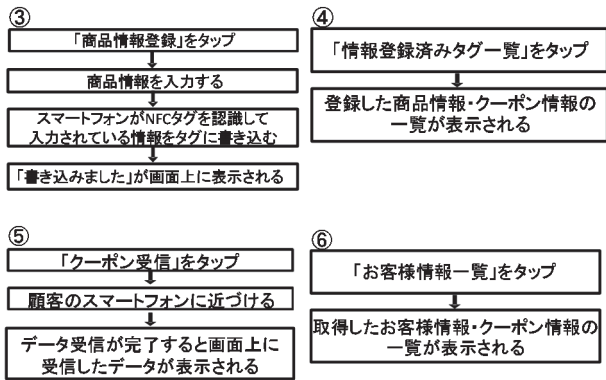 ③
「商品情報登録」をタップ
商品情報を入力する
スマートフォンがNFCタグを認識して
入力されている情報をタグに書き込む
「書き込みました」が画面上に表示される
④
「情報登録済みタグ一覧」をタップ
登録した商品情報・クーポン情報の
一覧が表示される
⑤
「クーポン受信」をタップ
顧客のスマートフォンに近づける
データ受信が完了すると画面上に
受信したデータが表示される
⑥
「お客様情報一覧」をタップ
取得したお客様情報・クーポン情報の
一覧が表示される